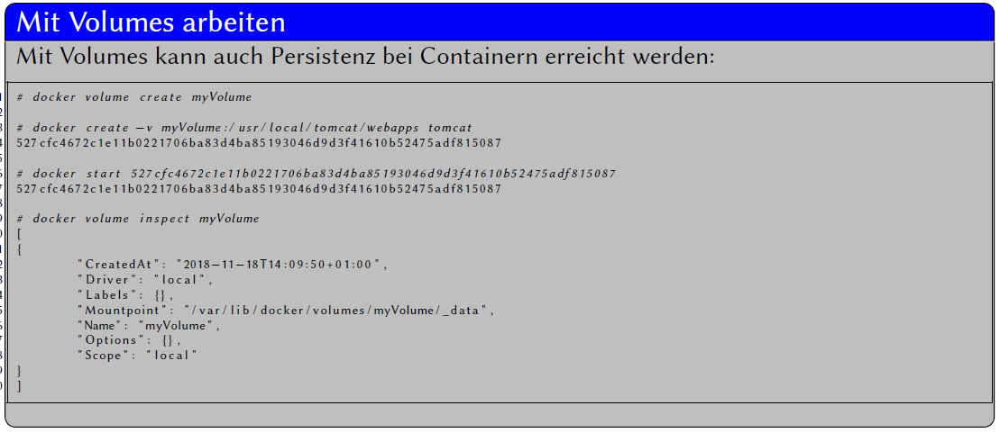 Mit Volumes arbeiten
Mit Volumes kann auch Persistenz bei Containern erreicht werden:
# docker volume create myVolume
# docker create −v myVolume:/usr/local/tomcat/webapps tomcat
527cfc4672c1e11b0221706ba83d4ba85193046d9d3f41610b52475adf815087
# docker start 527cfc4672c1e11b0221706ba83d4ba85193046d9d3f41610b52475adf815087
527cfc4672c1e11b0221706ba83d4ba85193046d9d3f41610b52475adf815087
# docker volume inspect myVolume
[
{
"CreatedAt": "2018−11−18T14:09:50+01:00",
"Driver": "local",
"Labels": {},
"Mountpoint": "/var/lib/docker/volumes/myVolume/_data",
"Name": "myVolume",
"Options": {},
"Scope": "local"
}
]